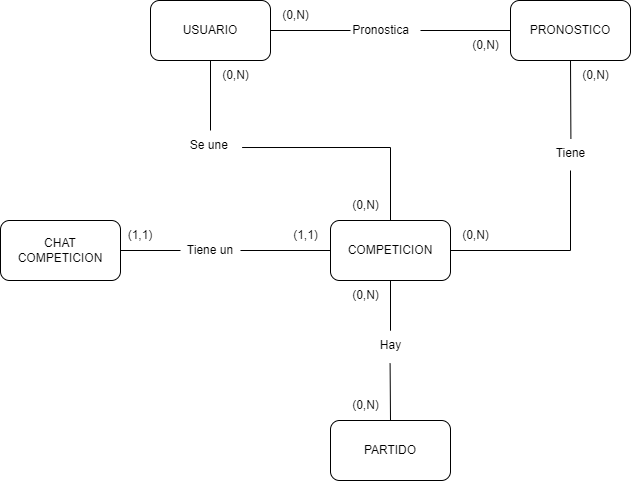 (0,N)
USUARIO
Pronostica
PRONOSTICO
(0,N)
(0,N)
(0,N)
Se une
Tiene
(0,N)
(1,1)
(1,1)
(0,N)
CHAT
COMPETICION
Tiene un
COMPETICION
(0,N)
Hay
(0,N)
PARTIDO